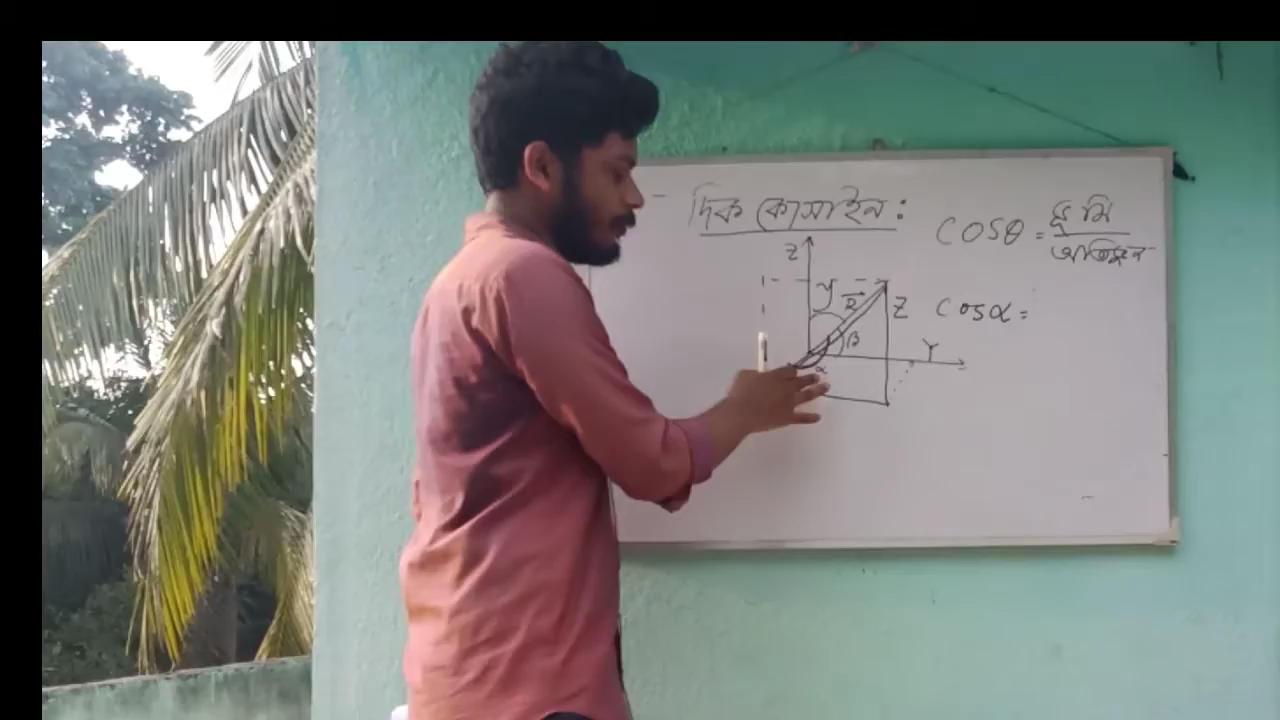 দিক কোসাইন:
cosθ = ভূমি / অতিভুজ
Z
γ R⃗ Z
cosα =
β Y
α